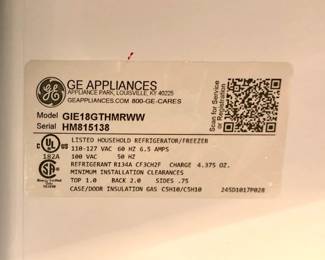 GE APPLIANCES
APPLIANCE PARK, LOUISVILLE, KY 40225
GEAPPLIANCES.COM 800-GE-CARES
Model GIE18GTHMRWW
Serial HM815138
Scan for Service
or Registration
UL
LISTED HOUSEHOLD REFRIGERATOR/FREEZER
110-127 VAC 60 HZ 6.5 AMPS
182A
100 VAC 50 HZ
REFRIGERANT R134A CF3CH2F CHARGE 4.375 OZ.
MINIMUM INSTALLATION CLEARANCES
TOP 1.0 BACK 2.0 SIDES .75
CASE/DOOR INSULATION GAS C5H10/C5H10 245D1017P028